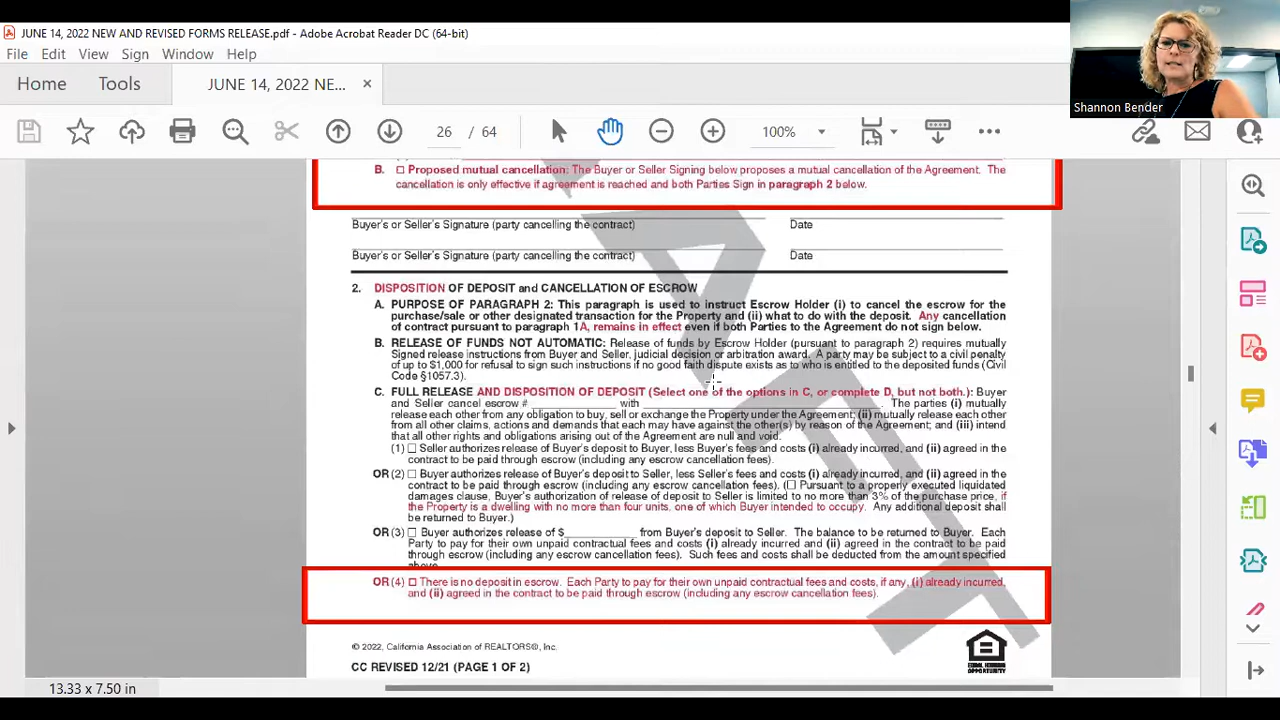 JUNE 14, 2022 NEW AND REVISED FORMS RELEASE.pdf - Adobe Acrobat Reader DC (64-bit)
File Edit View Sign Window Help
Home Tools JUNE 14, 2022 NE... ×
26 / 64 100%
Shannon Bender
B. ☐ Proposed mutual cancellation: The Buyer or Seller Signing below proposes a mutual cancellation of the Agreement. The
cancellation is only effective if agreement is reached and both Parties Sign in paragraph 2 below.
Buyer's or Seller's Signature (party cancelling the contract) Date
Buyer's or Seller's Signature (party cancelling the contract) Date
2. DISPOSITION OF DEPOSIT and CANCELLATION OF ESCROW
A. PURPOSE OF PARAGRAPH 2: This paragraph is used to instruct Escrow Holder (i) to cancel the escrow for the
purchase/sale or other designated transaction for the Property and (ii) what to do with the deposit. Any cancellation
of contract pursuant to paragraph 1A, remains in effect even if both Parties to the Agreement do not sign below.
B. RELEASE OF FUNDS NOT AUTOMATIC: Release of funds by Escrow Holder (pursuant to paragraph 2) requires mutually
Signed release instructions from Buyer and Seller, judicial decision or arbitration award. A party may be subject to a civil penalty
of up to $1,000 for refusal to sign such instructions if no good faith dispute exists as to who is entitled to the deposited funds (Civil
Code §1057.3).
C. FULL RELEASE AND DISPOSITION OF DEPOSIT (Select one of the options in C, or complete D, but not both.): Buyer
and Seller cancel escrow # ____________ with ____________. The parties (i) mutually
release each other from any obligation to buy, sell or exchange the Property under the Agreement; (ii) mutually release each other
from all other claims, actions and demands that each may have against the other(s) by reason of the Agreement; and (iii) intend
that all other rights and obligations arising out of the Agreement are null and void.
(1) ☐ Seller authorizes release of Buyer's deposit to Buyer, less Buyer's fees and costs (i) already incurred, and (ii) agreed in the
contract to be paid through escrow (including any escrow cancellation fees).
OR (2) ☐ Buyer authorizes release of Buyer's deposit to Seller, less Seller's fees and costs (i) already incurred, and (ii) agreed in the
contract to be paid through escrow (including any escrow cancellation fees). (☐ Pursuant to a properly executed liquidated
damages clause, Buyer's authorization of release of deposit to Seller is limited to no more than 3% of the purchase price, if
the Property is a dwelling with no more than four units, one of which Buyer intended to occupy. Any additional deposit shall
be returned to Buyer.)
OR (3) ☐ Buyer authorizes release of $____________ from Buyer's deposit to Seller. The balance to be returned to Buyer. Each
Party to pay for their own unpaid contractual fees and costs (i) already incurred and (ii) agreed in the contract to be paid
through escrow (including any escrow cancellation fees). Such fees and costs shall be deducted from the amount specified
above.
OR (4) ☐ There is no deposit in escrow. Each Party to pay for their own unpaid contractual fees and costs, if any, (i) already incurred,
and (ii) agreed in the contract to be paid through escrow (including any escrow cancellation fees).
© 2022, California Association of REALTORS®, Inc.
CC REVISED 12/21 (PAGE 1 OF 2)
EQUAL HOUSING
OPPORTUNITY
13.33 x 7.50 in